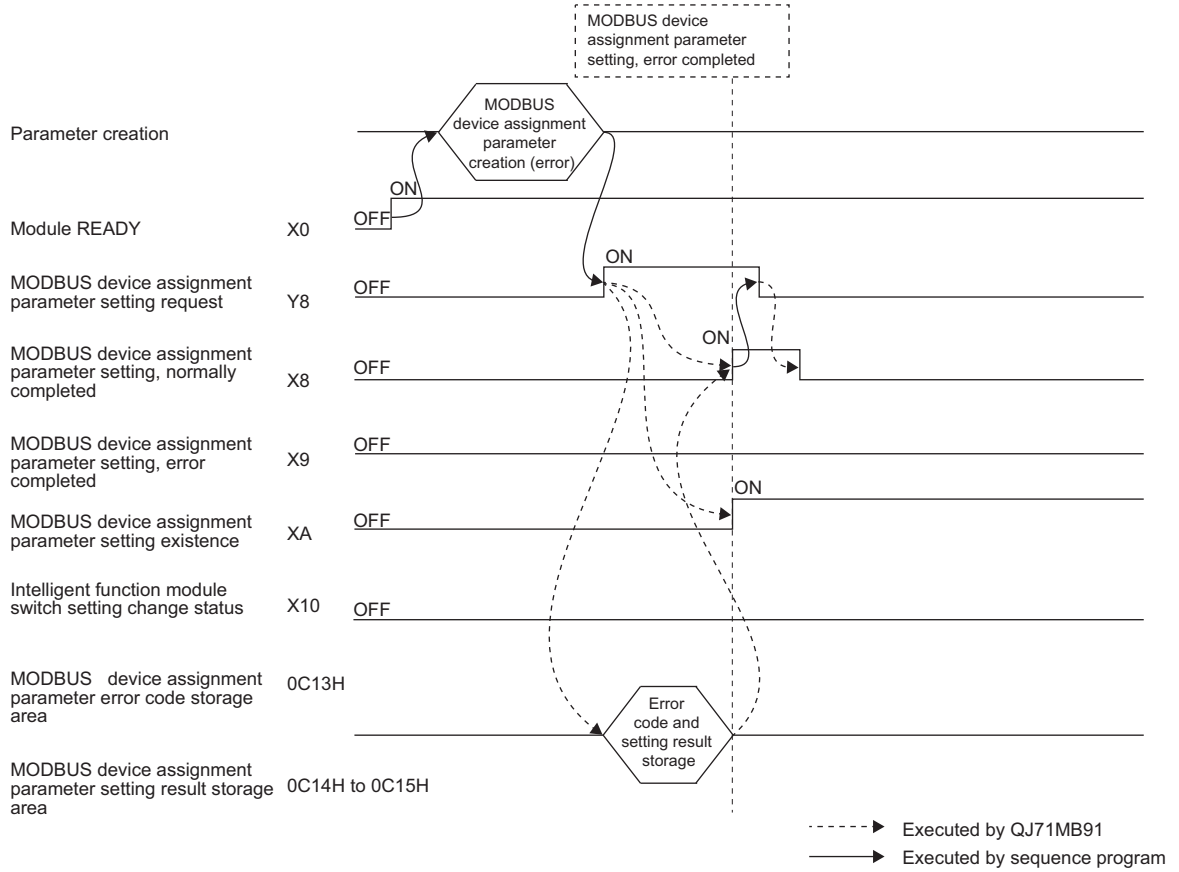 MODBUS device
assignment parameter
setting, error completed
MODBUS
device assignment
parameter
creation (error)
Parameter creation
ON
Module READY X0 OFF
ON
MODBUS device assignment
parameter setting request Y8 OFF
ON
MODBUS device assignment
parameter setting, normally
completed X8 OFF
MODBUS device assignment
parameter setting, error
completed X9 OFF
ON
MODBUS device assignment
parameter setting existence XA OFF
Intelligent function module
switch setting change status X10 OFF
MODBUS device assignment
parameter error code storage
area 0C13H
Error
code and
setting result
storage
MODBUS device assignment
parameter setting result storage
area 0C14H to 0C15H
Executed by QJ71MB91
Executed by sequence program